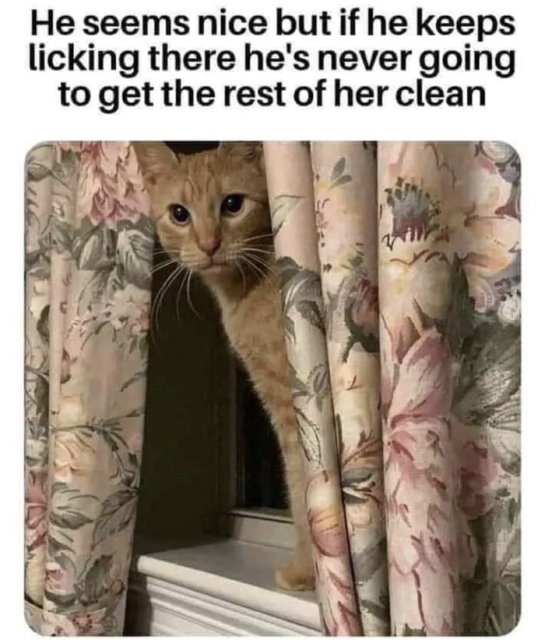 He seems nice but if he keeps
licking there he's never going
to get the rest of her clean